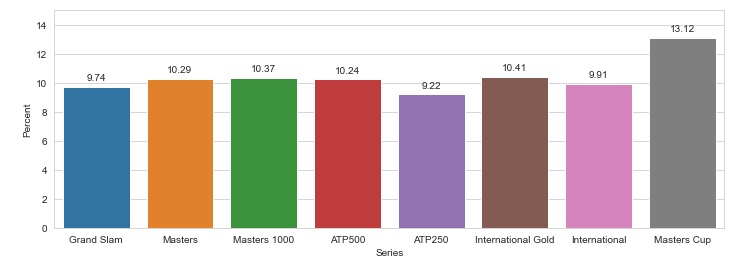 14
12
10
8
6
4
2
0
Percent
9.74
10.29
10.37
10.24
9.22
10.41
9.91
13.12
Grand Slam
Masters
Masters 1000
ATP500
ATP250
International Gold
International
Masters Cup
Series